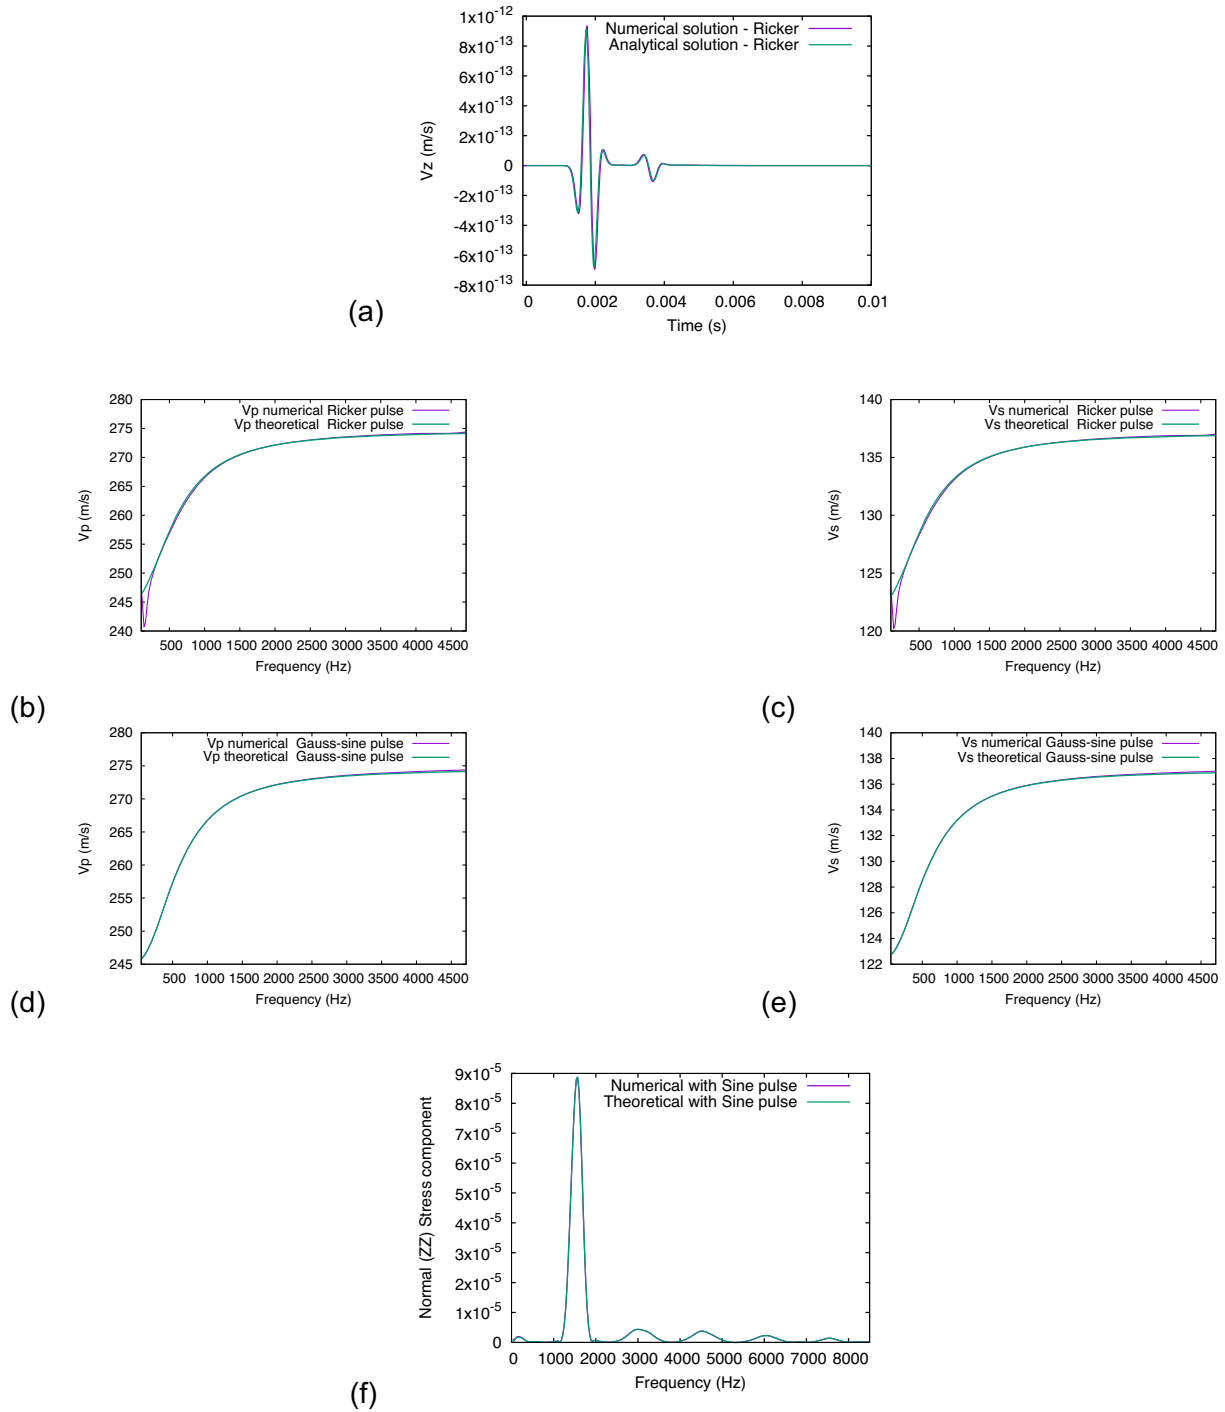 1x10-12
8x10-13
6x10-13
4x10-13
2x10-13
0
-2x10-13
-4x10-13
-6x10-13
-8x10-13
Vz (m/s)
Numerical solution - Ricker
Analytical solution - Ricker
0 0.002 0.004 0.006 0.008 0.01
Time (s)
(a)
280
275
270
265
260
255
250
245
240
Vp (m/s)
Vp numerical Ricker pulse
Vp theoretical Ricker pulse
500 1000 1500 2000 2500 3000 3500 4000 4500
Frequency (Hz)
(b)
140
135
130
125
120
Vs (m/s)
Vs numerical Ricker pulse
Vs theoretical Ricker pulse
500 1000 1500 2000 2500 3000 3500 4000 4500
Frequency (Hz)
(c)
280
275
270
265
260
255
250
245
Vp (m/s)
Vp numerical Gauss-sine pulse
Vp theoretical Gauss-sine pulse
500 1000 1500 2000 2500 3000 3500 4000 4500
Frequency (Hz)
(d)
140
138
136
134
132
130
128
126
124
122
Vs (m/s)
Vs numerical Gauss-sine pulse
Vs theoretical Gauss-sine pulse
500 1000 1500 2000 2500 3000 3500 4000 4500
Frequency (Hz)
(e)
9x10-5
8x10-5
7x10-5
6x10-5
5x10-5
4x10-5
3x10-5
2x10-5
1x10-5
0
Normal (ZZ) Stress component
Numerical with Sine pulse
Theoretical with Sine pulse
0 1000 2000 3000 4000 5000 6000 7000 8000
Frequency (Hz)
(f)